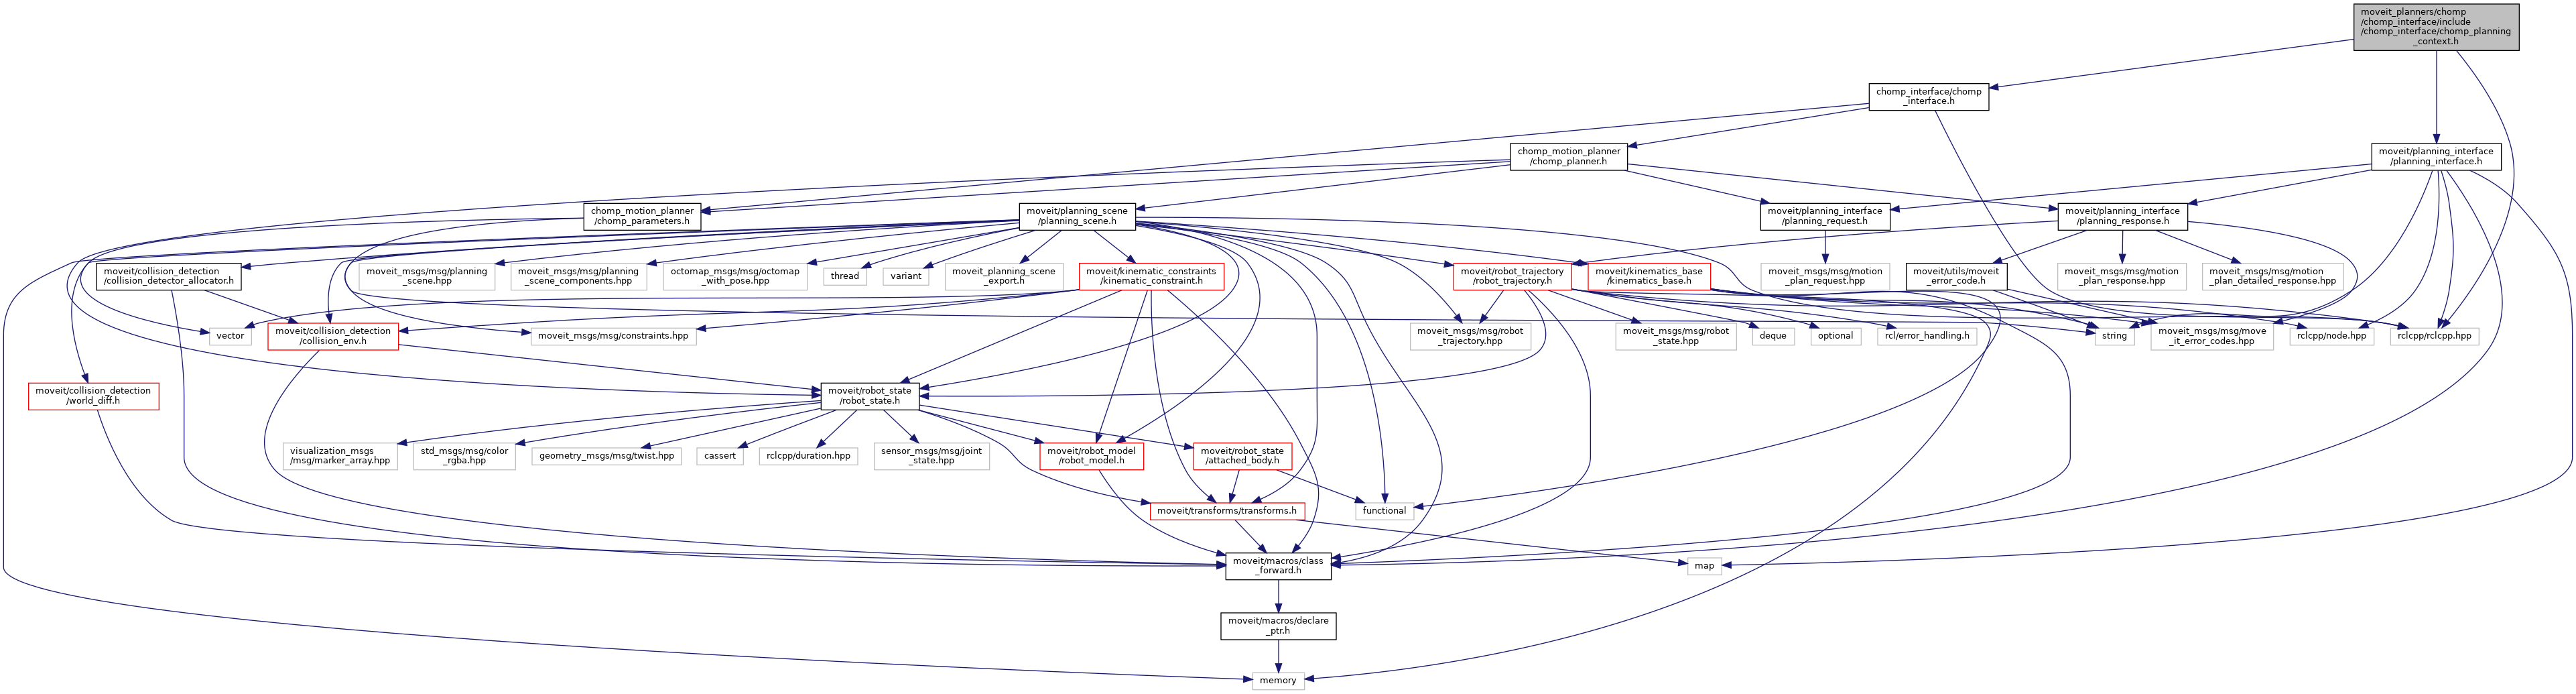 moveit_planners/chomp
/chomp_interface/include
/chomp_interface/chomp_planning
_context.h
chomp_interface/chomp
_interface.h
chomp_motion_planner
/chomp_planner.h
moveit/planning_interface
/planning_interface.h
chomp_motion_planner
/chomp_parameters.h
moveit/planning_scene
/planning_scene.h
moveit/planning_interface
/planning_request.h
moveit/planning_interface
/planning_response.h
moveit/collision_detection
/collision_detector_allocator.h
moveit_msgs/msg/planning
_scene.hpp
moveit_msgs/msg/planning
_scene_components.hpp
octomap_msgs/msg/octomap
_with_pose.hpp
thread
variant
moveit_planning_scene
_export.h
moveit/kinematic_constraints
/kinematic_constraint.h
moveit/robot_trajectory
/robot_trajectory.h
moveit/kinematics_base
/kinematics_base.h
moveit_msgs/msg/motion
_plan_request.hpp
moveit/utils/moveit
_error_code.h
moveit_msgs/msg/motion
_plan_response.hpp
moveit_msgs/msg/motion
_plan_detailed_response.hpp
vector
moveit/collision_detection
/collision_env.h
moveit_msgs/msg/constraints.hpp
moveit_msgs/msg/robot
_trajectory.hpp
moveit_msgs/msg/robot
_state.hpp
deque
optional
rcl/error_handling.h
string
moveit_msgs/msg/move
_it_error_codes.hpp
rclcpp/node.hpp
rclcpp/rclcpp.hpp
moveit/collision_detection
/world_diff.h
moveit/robot_state
/robot_state.h
visualization_msgs
/msg/marker_array.hpp
std_msgs/msg/color
_rgba.hpp
geometry_msgs/msg/twist.hpp
cassert
rclcpp/duration.hpp
sensor_msgs/msg/joint
_state.hpp
moveit/robot_model
/robot_model.h
moveit/robot_state
/attached_body.h
moveit/transforms/transforms.h
functional
moveit/macros/class
_forward.h
map
moveit/macros/declare
_ptr.h
memory